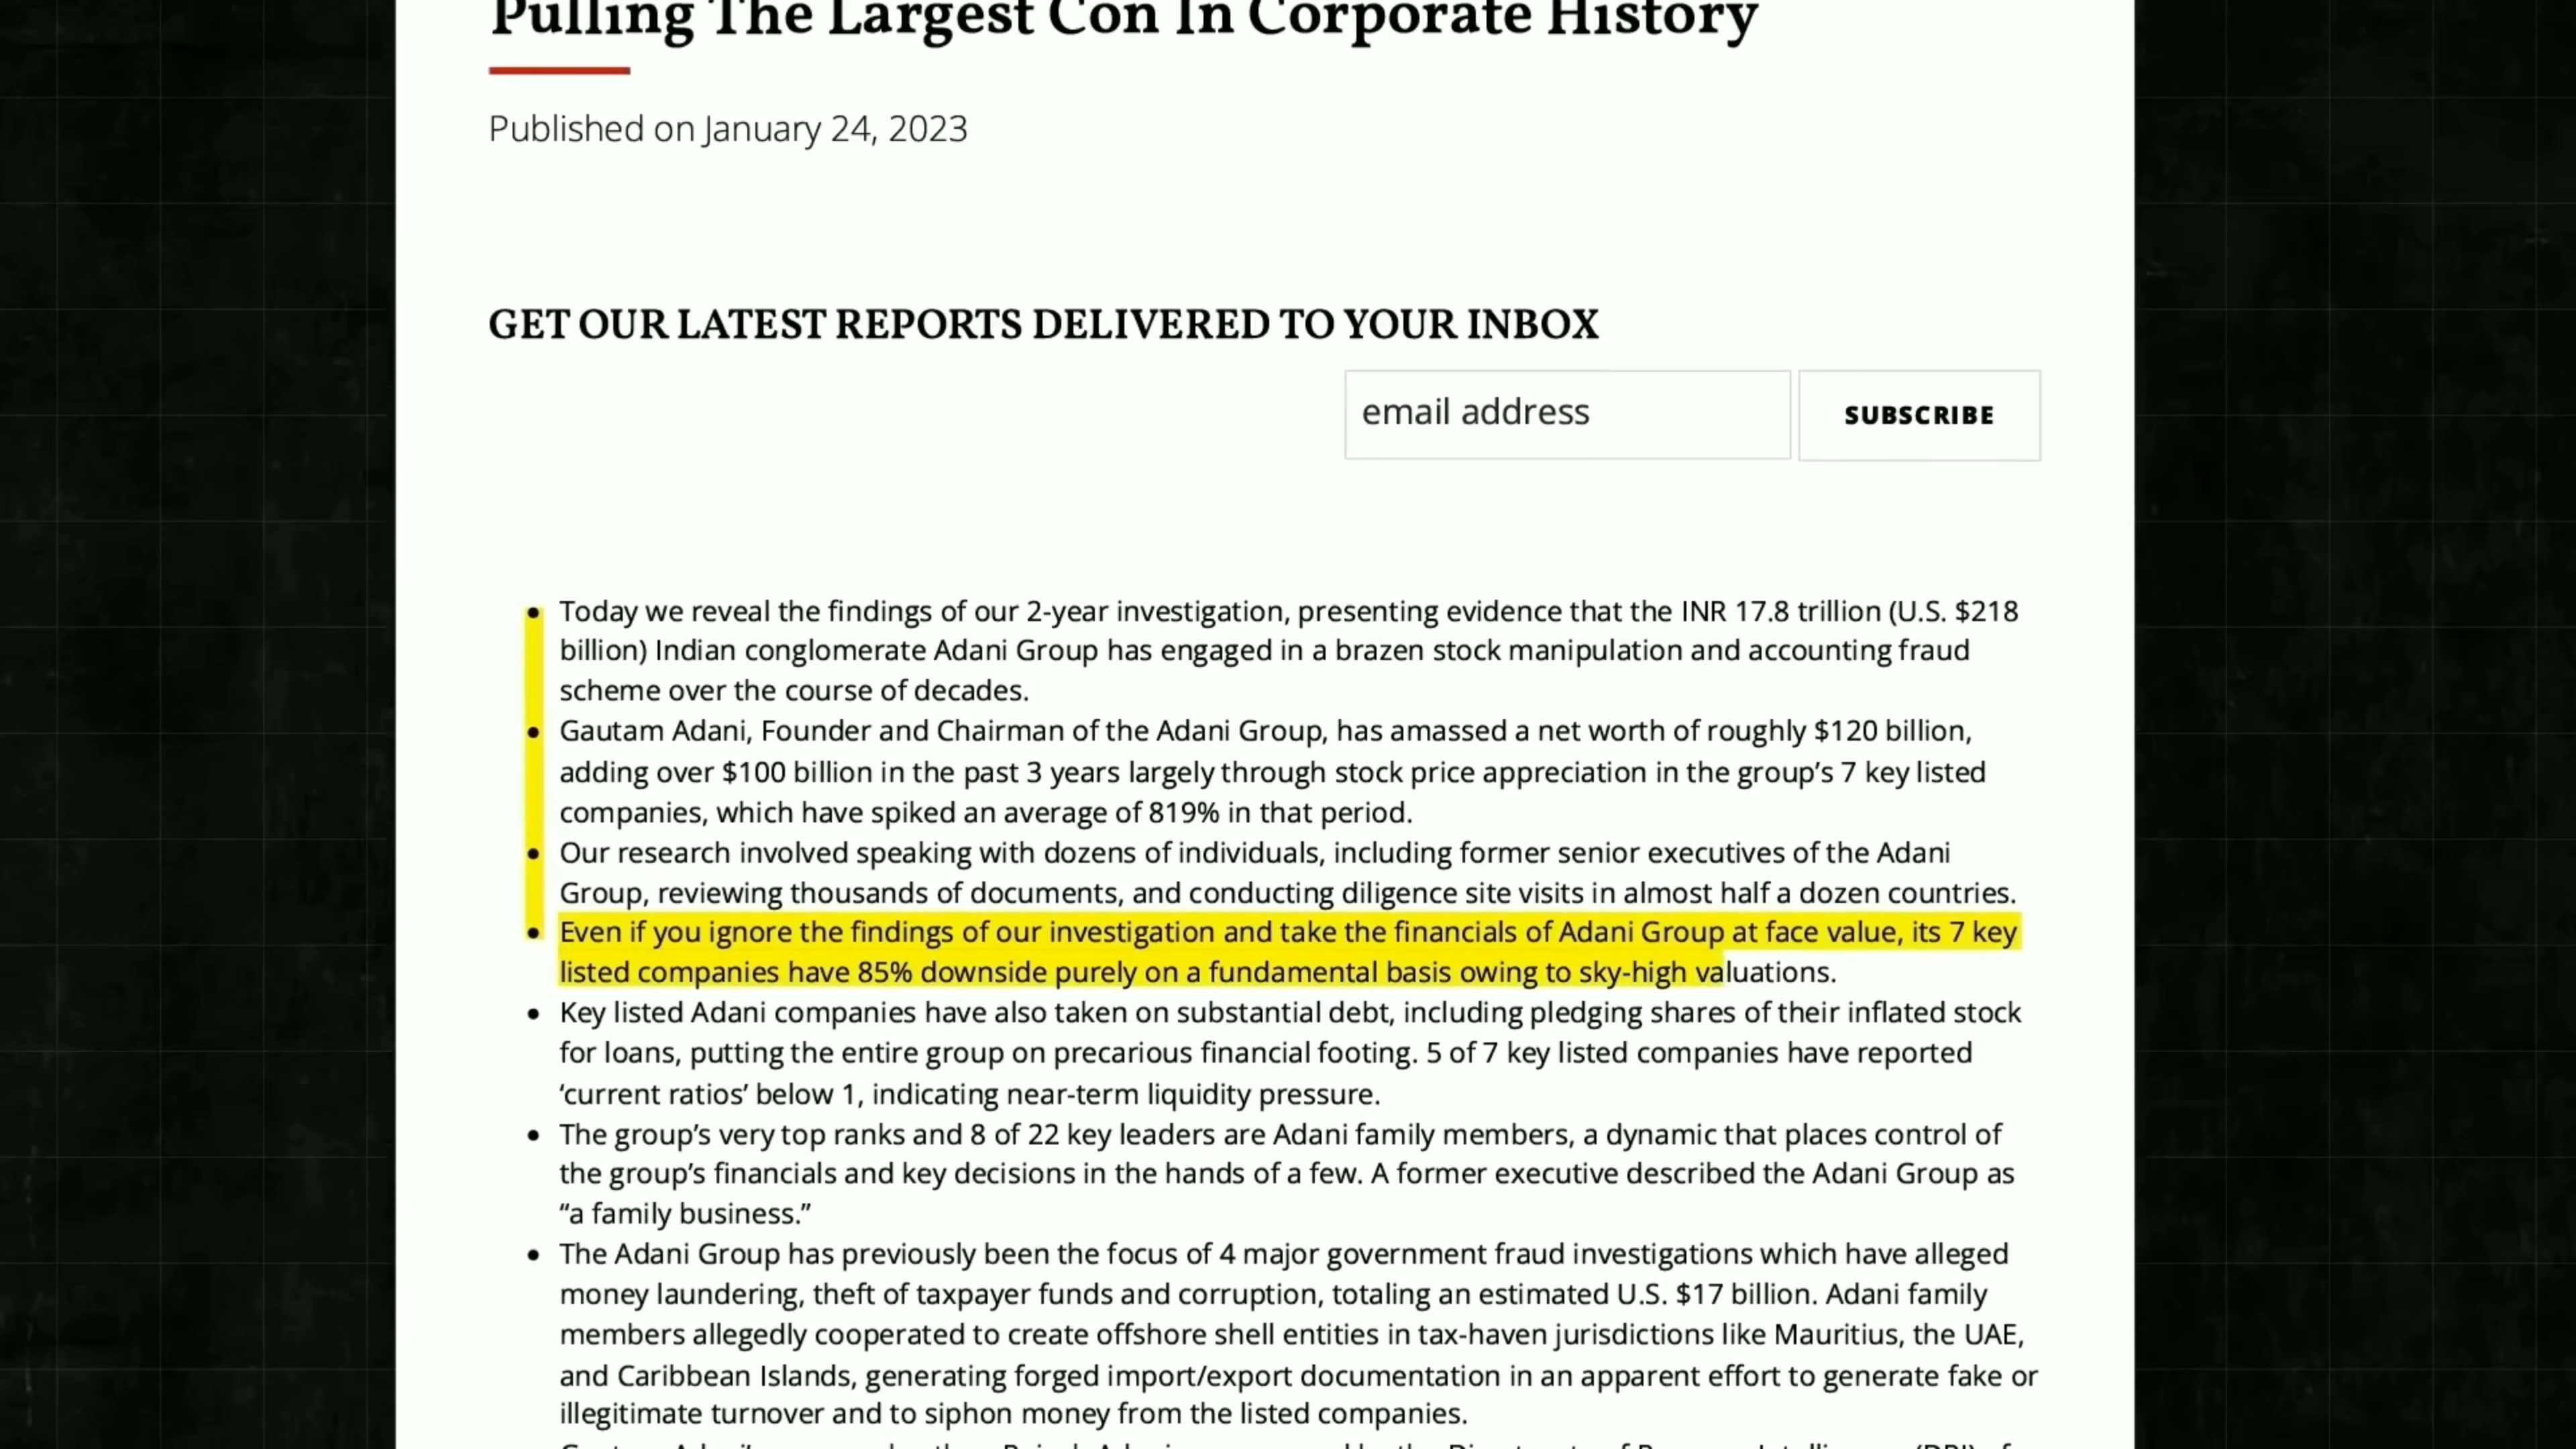 Pulling The Largest Con In Corporate History
Published on January 24, 2023
GET OUR LATEST REPORTS DELIVERED TO YOUR INBOX
email address
SUBSCRIBE
• Today we reveal the findings of our 2-year investigation, presenting evidence that the INR 17.8 trillion (U.S. $218
billion) Indian conglomerate Adani Group has engaged in a brazen stock manipulation and accounting fraud
scheme over the course of decades.
• Gautam Adani, Founder and Chairman of the Adani Group, has amassed a net worth of roughly $120 billion,
adding over $100 billion in the past 3 years largely through stock price appreciation in the group’s 7 key listed
companies, which have spiked an average of 819% in that period.
• Our research involved speaking with dozens of individuals, including former senior executives of the Adani
Group, reviewing thousands of documents, and conducting diligence site visits in almost half a dozen countries.
• Even if you ignore the findings of our investigation and take the financials of Adani Group at face value, its 7 key
listed companies have 85% downside purely on a fundamental basis owing to sky-high valuations.
• Key listed Adani companies have also taken on substantial debt, including pledging shares of their inflated stock
for loans, putting the entire group on precarious financial footing. 5 of 7 key listed companies have reported
‘current ratios’ below 1, indicating near-term liquidity pressure.
• The group’s very top ranks and 8 of 22 key leaders are Adani family members, a dynamic that places control of
the group’s financials and key decisions in the hands of a few. A former executive described the Adani Group as
“a family business.”
• The Adani Group has previously been the focus of 4 major government fraud investigations which have alleged
money laundering, theft of taxpayer funds and corruption, totaling an estimated U.S. $17 billion. Adani family
members allegedly cooperated to create offshore shell entities in tax-haven jurisdictions like Mauritius, the UAE,
and Caribbean Islands, generating forged import/export documentation in an apparent effort to generate fake or
illegitimate turnover and to siphon money from the listed companies.